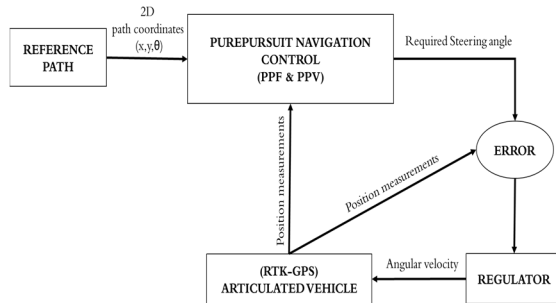 2D
path coordinates
(x,y,θ)
REFERENCE
PATH
PUREPURSUIT NAVIGATION
CONTROL
(PPF & PPV)
Required Steering angle
ERROR
Position measurements
Position measurements
(RTK-GPS)
ARTICULATED VEHICLE
Angular velocity
REGULATOR